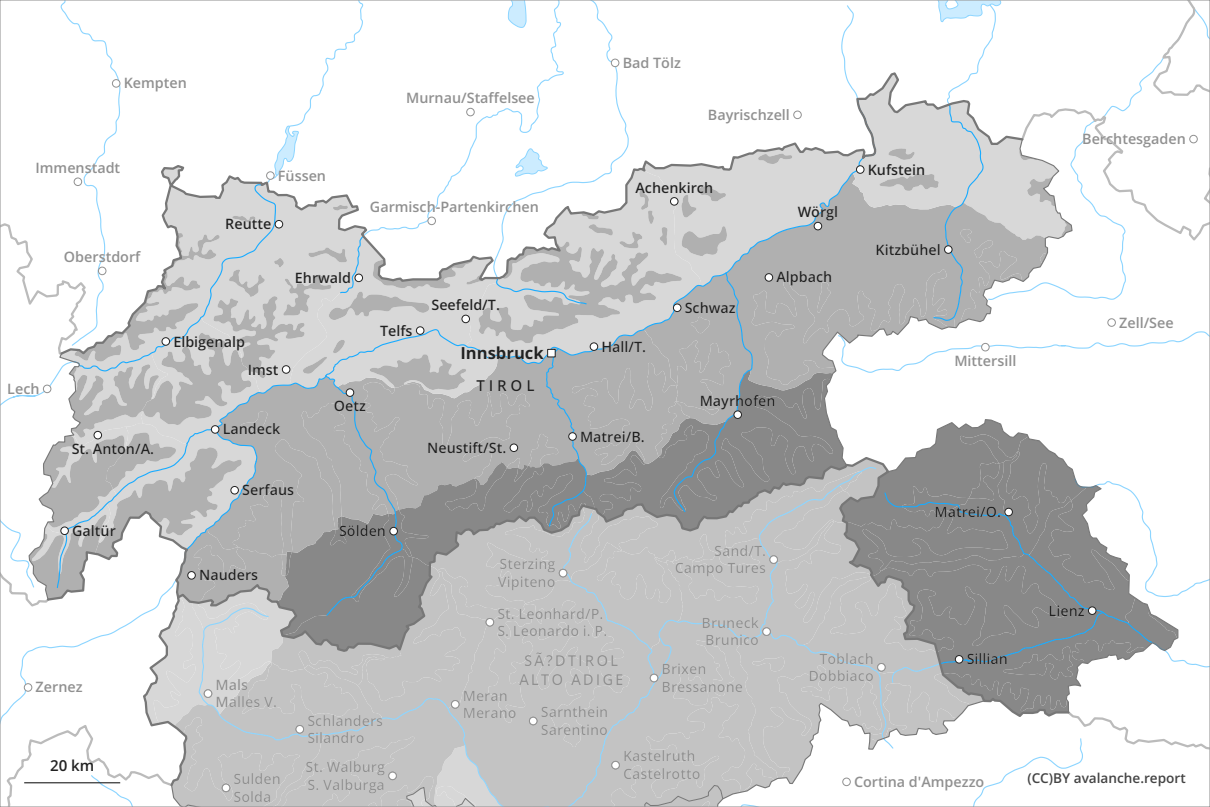 Kempten
Bad Tölz
Murnau/Staffelsee
Bayrischzell
Berchtesgaden
Immenstadt
Füssen
Kufstein
Achenkirch
Garmisch-Partenkirchen
Wörgl
Reutte
Kitzbühel
Oberstdorf
Ehrwald
Alpbach
Seefeld/T.
Schwaz
Telfs
Zell/See
Elbigenalp
Innsbruck
Hall/T.
Mittersill
Imst
TIROL
Lech
Oetz
Mayrhofen
Landeck
Matrei/B.
St. Anton/A.
Neustift/St.
Serfaus
Matrei/O.
Galtür
Sölden
Sand/T.
Campo Tures
Sterzing
Vipiteno
Nauders
Lienz
St. Leonhard/P.
S. Leonardo i. P.
Bruneck
Brunico
SÃ?DTIROL
ALTO ADIGE
Toblach
Dobbiaco
Sillian
Brixen
Bressanone
Zernez
Mals
Malles V.
Meran
Merano
Sarnthein
Sarentino
Schlanders
Silandro
Kastelruth
Castelrotto
St. Walburg
S. Valburga
20 km
Sulden
Solda
Cortina d'Ampezzo
(CC)BY avalanche.report